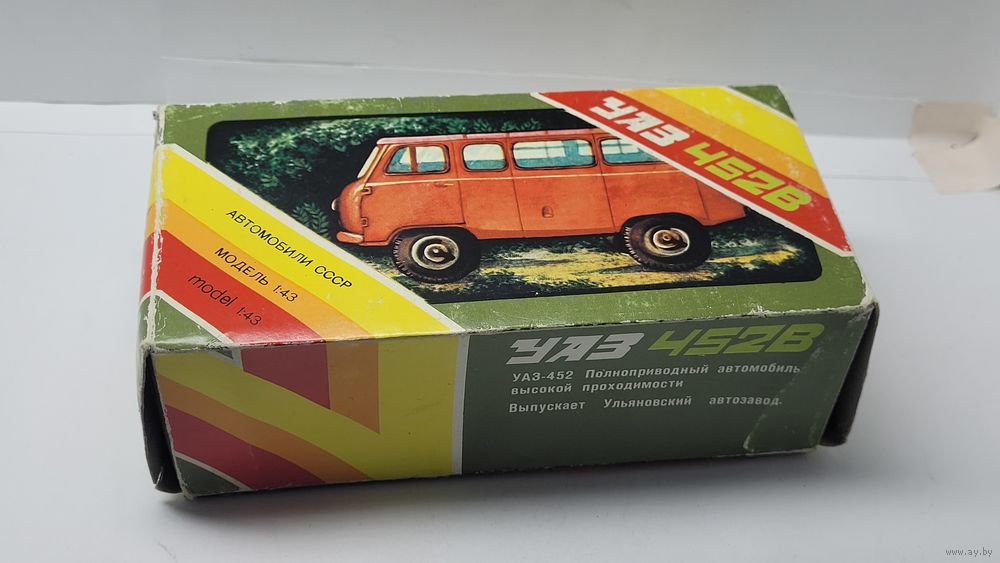 УАЗ 452В
АВТОМОБИЛИ СССР
МОДЕЛЬ 1:43
model 1:43
УАЗ 452В
УАЗ-452 Полноприводный автомобиль
высокой проходимости
Выпускает Ульяновский автозавод.
www.ay.by